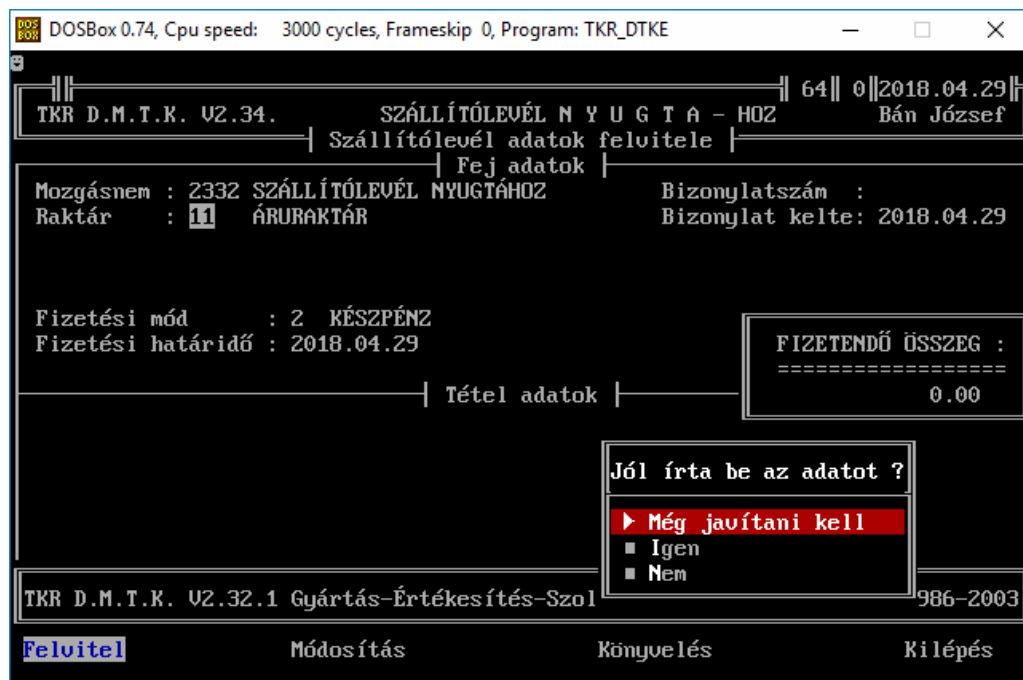 DOSBox 0.74, Cpu speed: 3000 cycles, Frameskip 0, Program: TKR_DTKE
64 0 2018.04.29
TKR D.M.T.K. V2.34. SZÁLLÍTÓLEVÉL N Y U G T A - HOZ Bán József
Szállítólevél adatok felvitele
Fej adatok
Mozgásnem : 2332 SZÁLLÍTÓLEVÉL NYUGTÁHOZ Bizonylatszám :
Raktár : 11 ÁRURAKTÁR Bizonylat kelte: 2018.04.29
Fizetési mód : 2 KÉSZPÉNZ
Fizetési határidő : 2018.04.29
FIZETENDŐ ÖSSZEG :
==================
0.00
Tétel adatok
Jól írta be az adatot ?
Még javítani kell
Igen
Nem
TKR D.M.T.K. V2.32.1 Gyártás-Értékesítés-Szol 986-2003
Felvitel Módosítás Könyvelés Kilépés